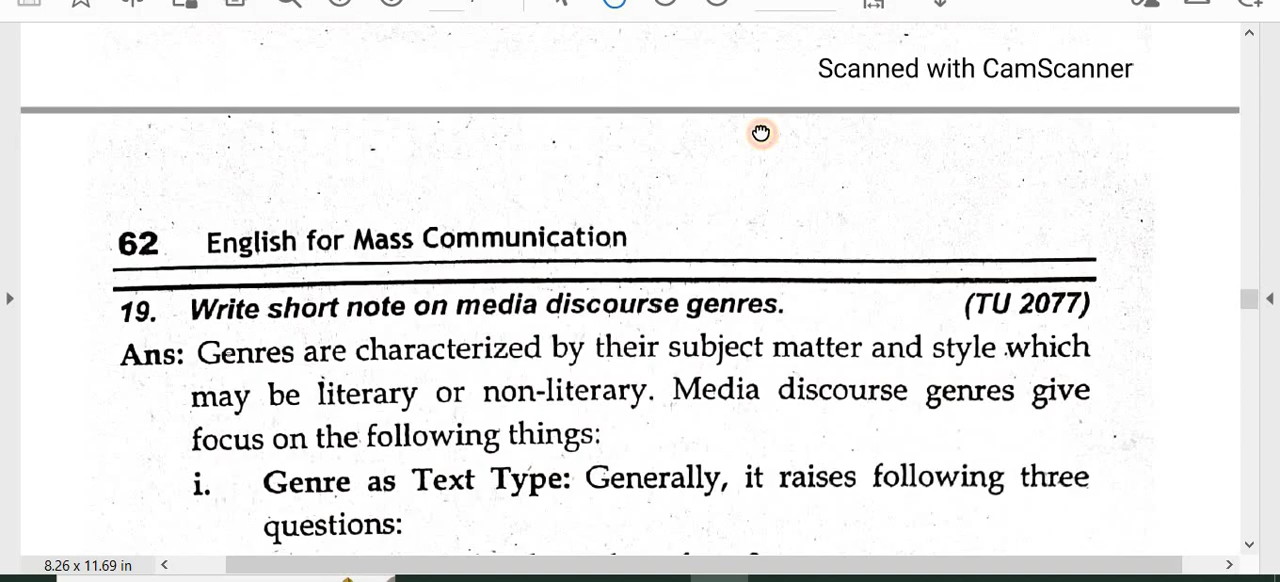 Scanned with CamScanner
62 English for Mass Communication
19. Write short note on media discourse genres. (TU 2077)
Ans: Genres are characterized by their subject matter and style which
may be literary or non-literary. Media discourse genres give
focus on the following things:
i. Genre as Text Type: Generally, it raises following three
questions:
8.26 x 11.69 in